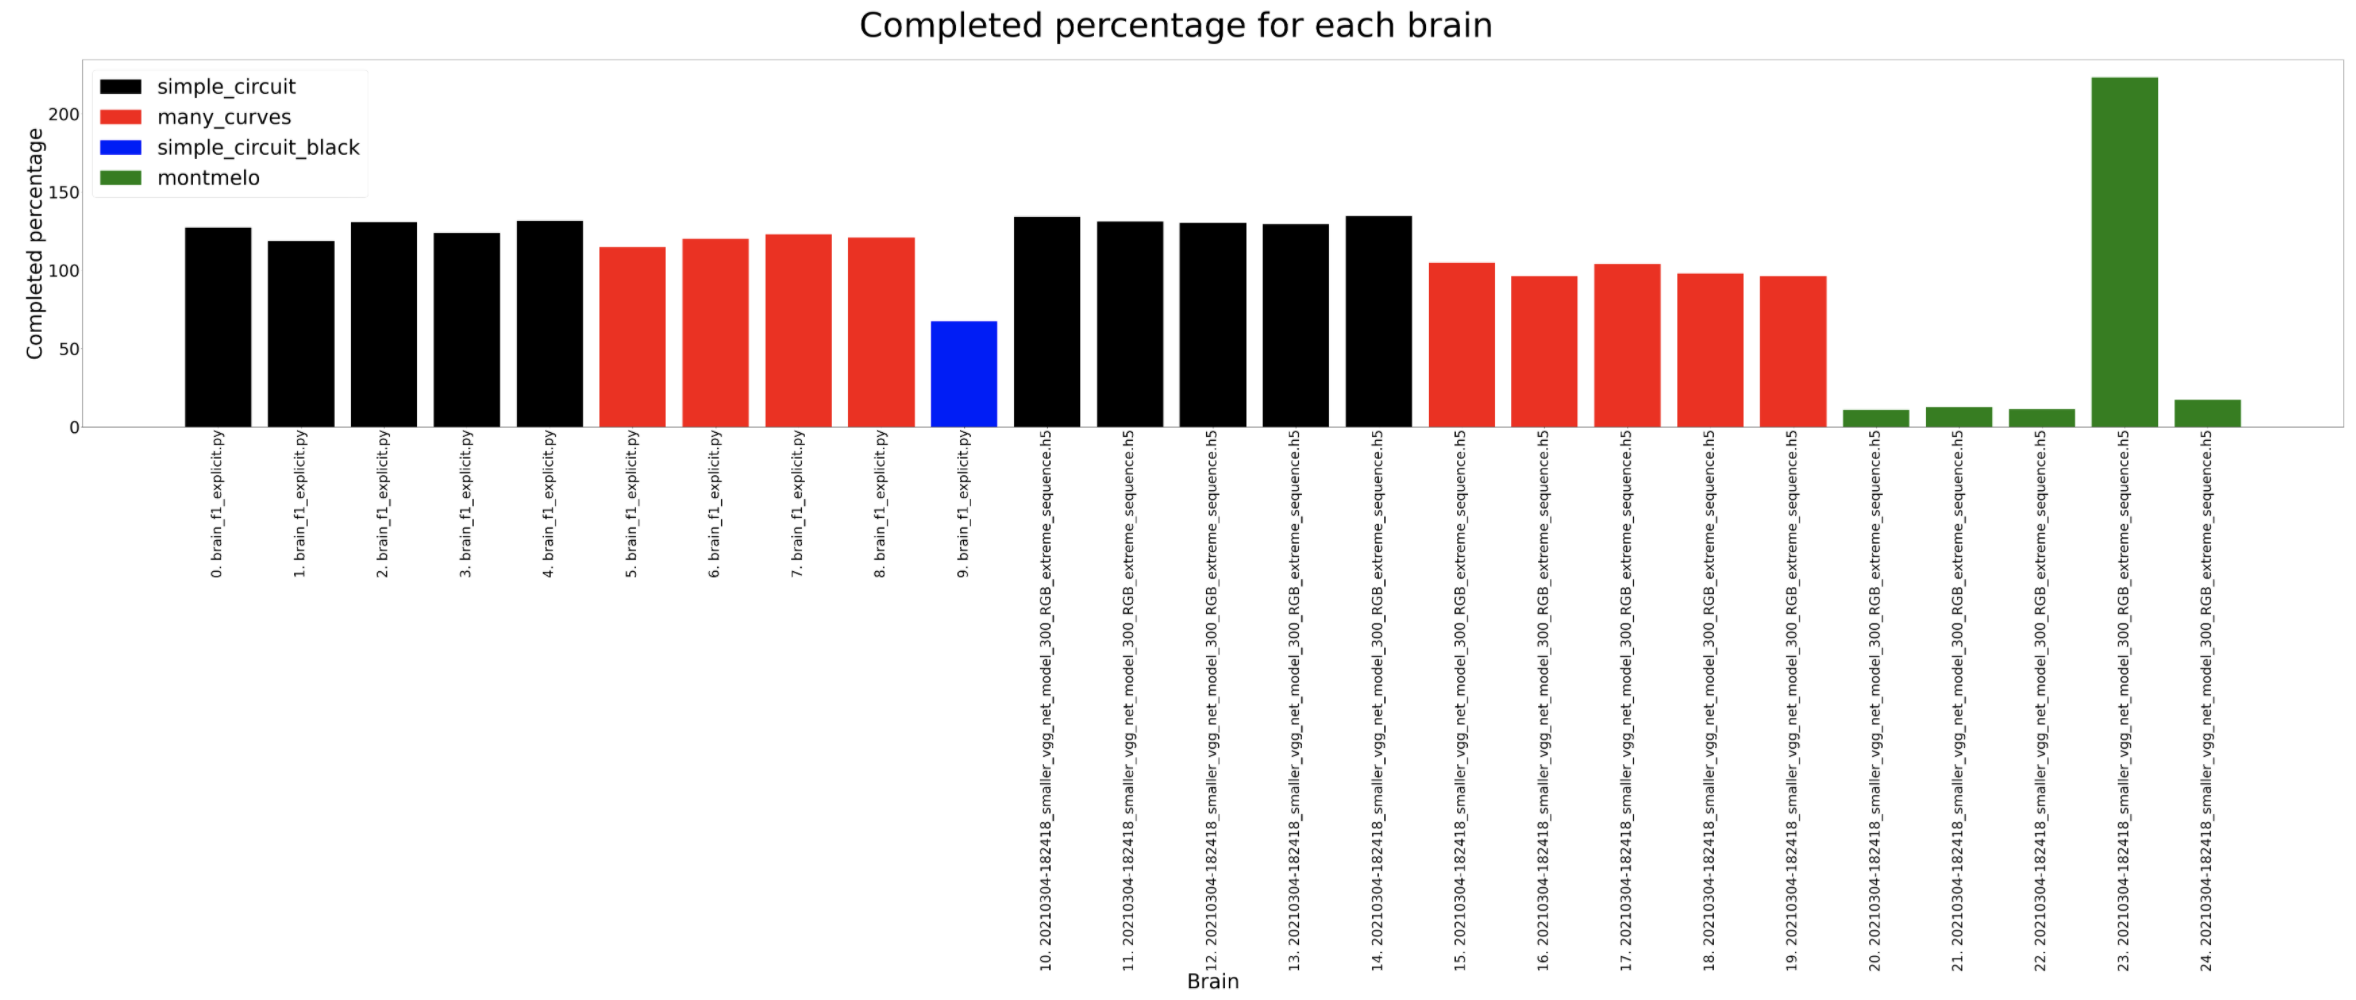 Completed percentage for each brain
simple_circuit
many_curves
simple_circuit_black
montmelo
Completed percentage
200
150
100
50
0
0. brain_f1_explicit.py
1. brain_f1_explicit.py
2. brain_f1_explicit.py
3. brain_f1_explicit.py
4. brain_f1_explicit.py
5. brain_f1_explicit.py
6. brain_f1_explicit.py
7. brain_f1_explicit.py
8. brain_f1_explicit.py
9. brain_f1_explicit.py
10. 20210304-182418_smaller_vgg_net_model_300_RGB_extreme_sequence.h5
11. 20210304-182418_smaller_vgg_net_model_300_RGB_extreme_sequence.h5
12. 20210304-182418_smaller_vgg_net_model_300_RGB_extreme_sequence.h5
13. 20210304-182418_smaller_vgg_net_model_300_RGB_extreme_sequence.h5
14. 20210304-182418_smaller_vgg_net_model_300_RGB_extreme_sequence.h5
15. 20210304-182418_smaller_vgg_net_model_300_RGB_extreme_sequence.h5
16. 20210304-182418_smaller_vgg_net_model_300_RGB_extreme_sequence.h5
17. 20210304-182418_smaller_vgg_net_model_300_RGB_extreme_sequence.h5
18. 20210304-182418_smaller_vgg_net_model_300_RGB_extreme_sequence.h5
19. 20210304-182418_smaller_vgg_net_model_300_RGB_extreme_sequence.h5
20. 20210304-182418_smaller_vgg_net_model_300_RGB_extreme_sequence.h5
21. 20210304-182418_smaller_vgg_net_model_300_RGB_extreme_sequence.h5
22. 20210304-182418_smaller_vgg_net_model_300_RGB_extreme_sequence.h5
23. 20210304-182418_smaller_vgg_net_model_300_RGB_extreme_sequence.h5
24. 20210304-182418_smaller_vgg_net_model_300_RGB_extreme_sequence.h5
Brain